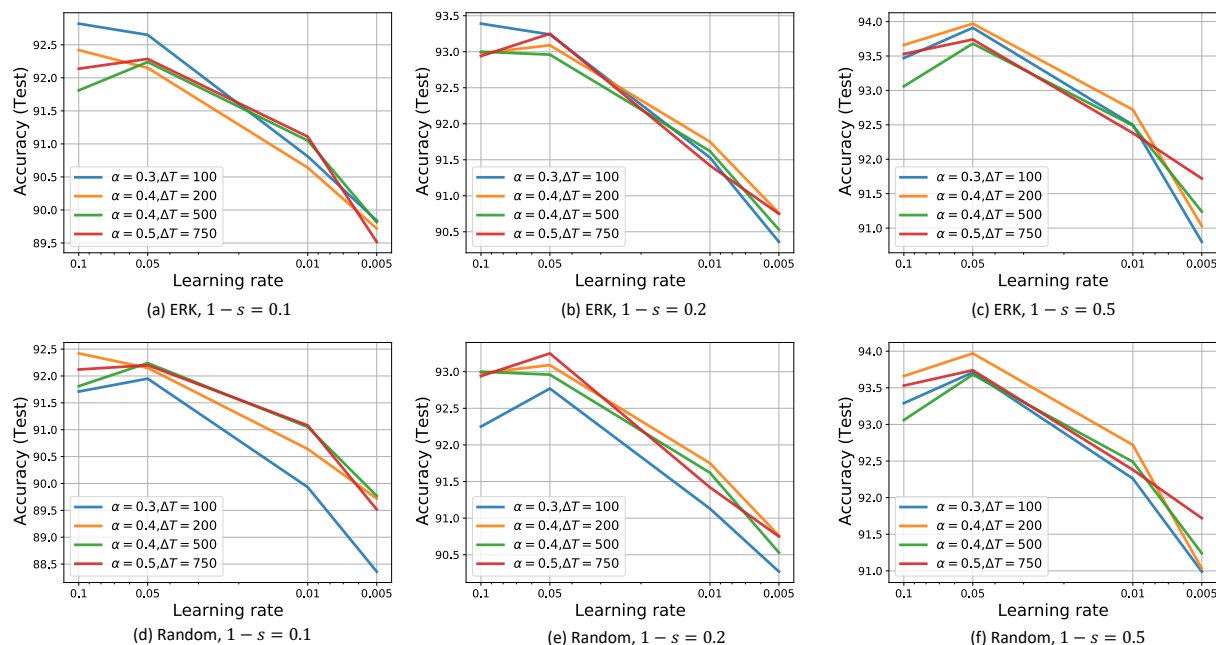 Accuracy (Test)
92.5
92.0
91.5
91.0
90.5
90.0
89.5
α = 0.3,ΔT = 100
α = 0.4,ΔT = 200
α = 0.4,ΔT = 500
α = 0.5,ΔT = 750
0.1 0.05 0.01 0.005
Learning rate
(a) ERK, 1 − s = 0.1
Accuracy (Test)
93.5
93.0
92.5
92.0
91.5
91.0
90.5
α = 0.3,ΔT = 100
α = 0.4,ΔT = 200
α = 0.4,ΔT = 500
α = 0.5,ΔT = 750
0.1 0.05 0.01 0.005
Learning rate
(b) ERK, 1 − s = 0.2
Accuracy (Test)
94.0
93.5
93.0
92.5
92.0
91.5
91.0
α = 0.3,ΔT = 100
α = 0.4,ΔT = 200
α = 0.4,ΔT = 500
α = 0.5,ΔT = 750
0.1 0.05 0.01 0.005
Learning rate
(c) ERK, 1 − s = 0.5
Accuracy (Test)
92.5
92.0
91.5
91.0
90.5
90.0
89.5
89.0
88.5
α = 0.3,ΔT = 100
α = 0.4,ΔT = 200
α = 0.4,ΔT = 500
α = 0.5,ΔT = 750
0.1 0.05 0.01 0.005
Learning rate
(d) Random, 1 − s = 0.1
Accuracy (Test)
93.0
92.5
92.0
91.5
91.0
90.5
α = 0.3,ΔT = 100
α = 0.4,ΔT = 200
α = 0.4,ΔT = 500
α = 0.5,ΔT = 750
0.1 0.05 0.01 0.005
Learning rate
(e) Random, 1 − s = 0.2
Accuracy (Test)
94.0
93.5
93.0
92.5
92.0
91.5
91.0
α = 0.3,ΔT = 100
α = 0.4,ΔT = 200
α = 0.4,ΔT = 500
α = 0.5,ΔT = 750
0.1 0.05 0.01 0.005
Learning rate
(f) Random, 1 − s = 0.5